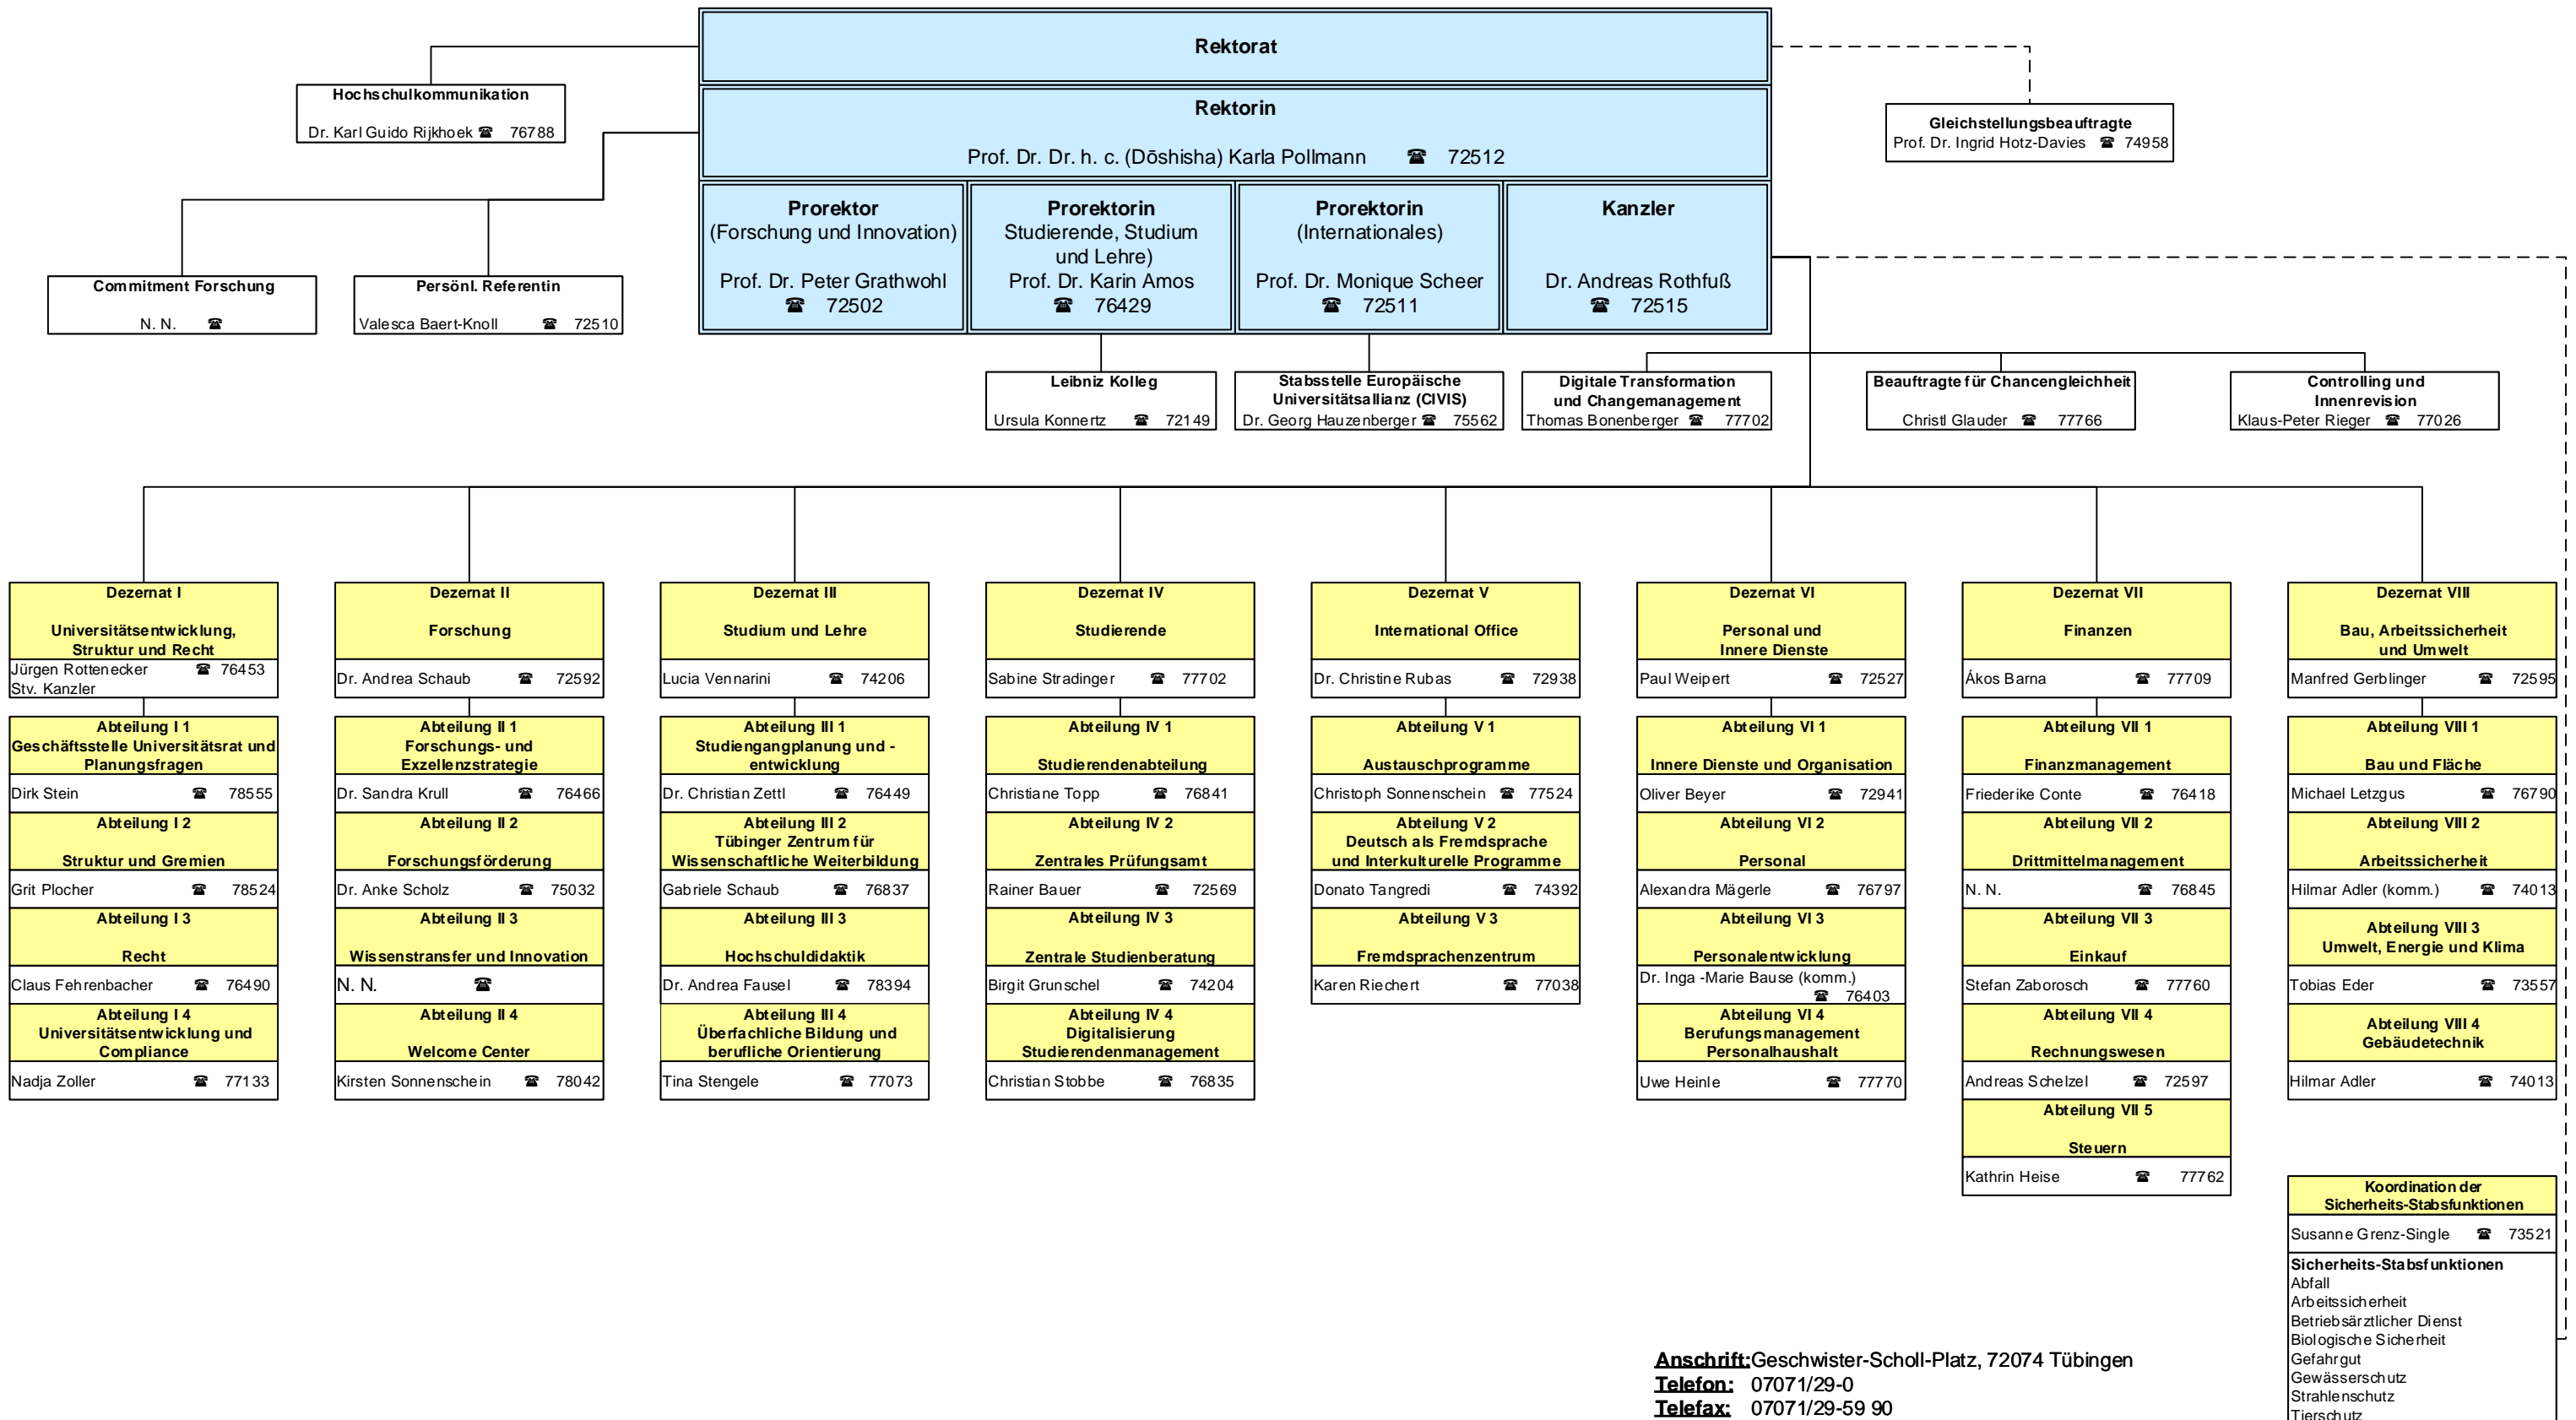 Rektorat
Hochschulkommunikation
Dr. Karl Guido Rijkhoek ☎ 76788
Rektorin
Prof. Dr. Dr. h. c. (Dōshisha) Karla Pollmann ☎ 72512
Gleichstellungsbeauftragte
Prof. Dr. Ingrid Hotz-Davies ☎ 74958
Prorektor
(Forschung und Innovation)
Prof. Dr. Peter Grathwohl
☎ 72502
Prorektorin
Studierende, Studium
und Lehre)
Prof. Dr. Karin Amos
☎ 76429
Prorektorin
(Internationales)
Prof. Dr. Monique Scheer
☎ 72511
Kanzler
Dr. Andreas Rothfuß
☎ 72515
Commitment Forschung
N. N. ☎
Persönl. Referentin
Valesca Baert-Knoll ☎ 72510
Leibniz Kolleg
Ursula Konnertz ☎ 72149
Stabsstelle Europäische
Universitätsallianz (CIVIS)
Dr. Georg Hauzenberger ☎ 75562
Digitale Transformation
und Changemanagement
Thomas Bonenberger ☎ 77702
Beauftragte für Chancengleichheit
Christl Glauder ☎ 77766
Controlling und
Innenrevision
Klaus-Peter Rieger ☎ 77026
Dezernat I
Universitätsentwicklung,
Struktur und Recht
Jürgen Rottenecker ☎ 76453
Stv. Kanzler
Abteilung I 1
Geschäftsstelle Universitätsrat und
Planungsfragen
Dirk Stein ☎ 78555
Abteilung I 2
Struktur und Gremien
Grit Plocher ☎ 78524
Abteilung I 3
Recht
Claus Fehrenbacher ☎ 76490
Abteilung I 4
Universitätsentwicklung und
Compliance
Nadja Zoller ☎ 77133
Dezernat II
Forschung
Dr. Andrea Schaub ☎ 72592
Abteilung II 1
Forschungs- und
Exzellenzstrategie
Dr. Sandra Krull ☎ 76466
Abteilung II 2
Forschungsförderung
Dr. Anke Scholz ☎ 75032
Abteilung II 3
Wissenstransfer und Innovation
N. N. ☎
Abteilung II 4
Welcome Center
Kirsten Sonnenschein ☎ 78042
Dezernat III
Studium und Lehre
Lucia Vennarini ☎ 74206
Abteilung III 1
Studiengangplanung und -
entwicklung
Dr. Christian Zettl ☎ 76449
Abteilung III 2
Tübinger Zentrum für
Wissenschaftliche Weiterbildung
Gabriele Schaub ☎ 76837
Abteilung III 3
Hochschuldidaktik
Dr. Andrea Fausel ☎ 78394
Abteilung III 4
Überfachliche Bildung und
berufliche Orientierung
Tina Stengele ☎ 77073
Dezernat IV
Studierende
Sabine Stradinger ☎ 77702
Abteilung IV 1
Studierendenabteilung
Christiane Topp ☎ 76841
Abteilung IV 2
Zentrales Prüfungsamt
Rainer Bauer ☎ 72569
Abteilung IV 3
Zentrale Studienberatung
Birgit Grunschel ☎ 74204
Abteilung IV 4
Digitalisierung
Studierendenmanagement
Christian Stobbe ☎ 76835
Dezernat V
International Office
Dr. Christine Rubas ☎ 72938
Abteilung V 1
Austauschprogramme
Christoph Sonnenschein ☎ 77524
Abteilung V 2
Deutsch als Fremdsprache
und Interkulturelle Programme
Donato Tangredi ☎ 74392
Abteilung V 3
Fremdsprachenzentrum
Karen Riechert ☎ 77038
Dezernat VI
Personal und
Innere Dienste
Paul Weipert ☎ 72527
Abteilung VI 1
Innere Dienste und Organisation
Oliver Beyer ☎ 72941
Abteilung VI 2
Personal
Alexandra Mägerle ☎ 76797
Abteilung VI 3
Personalentwicklung
Dr. Inga -Marie Bause (komm.)
☎ 76403
Abteilung VI 4
Berufungsmanagement
Personalhaushalt
Uwe Heinle ☎ 77770
Dezernat VII
Finanzen
Ákos Barna ☎ 77709
Abteilung VII 1
Finanzmanagement
Friederike Conte ☎ 76418
Abteilung VII 2
Drittmittelmanagement
N. N. ☎ 76845
Abteilung VII 3
Einkauf
Stefan Zaborosch ☎ 77760
Abteilung VII 4
Rechnungswesen
Andreas Schelzel ☎ 72597
Abteilung VII 5
Steuern
Kathrin Heise ☎ 77762
Dezernat VIII
Bau, Arbeitssicherheit
und Umwelt
Manfred Gerblinger ☎ 72595
Abteilung VIII 1
Bau und Fläche
Michael Letzgus ☎ 76790
Abteilung VIII 2
Arbeitssicherheit
Hilmar Adler (komm.) ☎ 74013
Abteilung VIII 3
Umwelt, Energie und Klima
Tobias Eder ☎ 73557
Abteilung VIII 4
Gebäudetechnik
Hilmar Adler ☎ 74013
Koordination der
Sicherheits-Stabsfunktionen
Susanne Grenz-Single ☎ 73521
Sicherheits-Stabsfunktionen
Abfall
Arbeitssicherheit
Betriebsärztlicher Dienst
Biologische Sicherheit
Gefahrgut
Gewässerschutz
Strahlenschutz
Tierschutz
Anschrift: Geschwister-Scholl-Platz, 72074 Tübingen
Telefon: 07071/29-0
Telefax: 07071/29-59 90